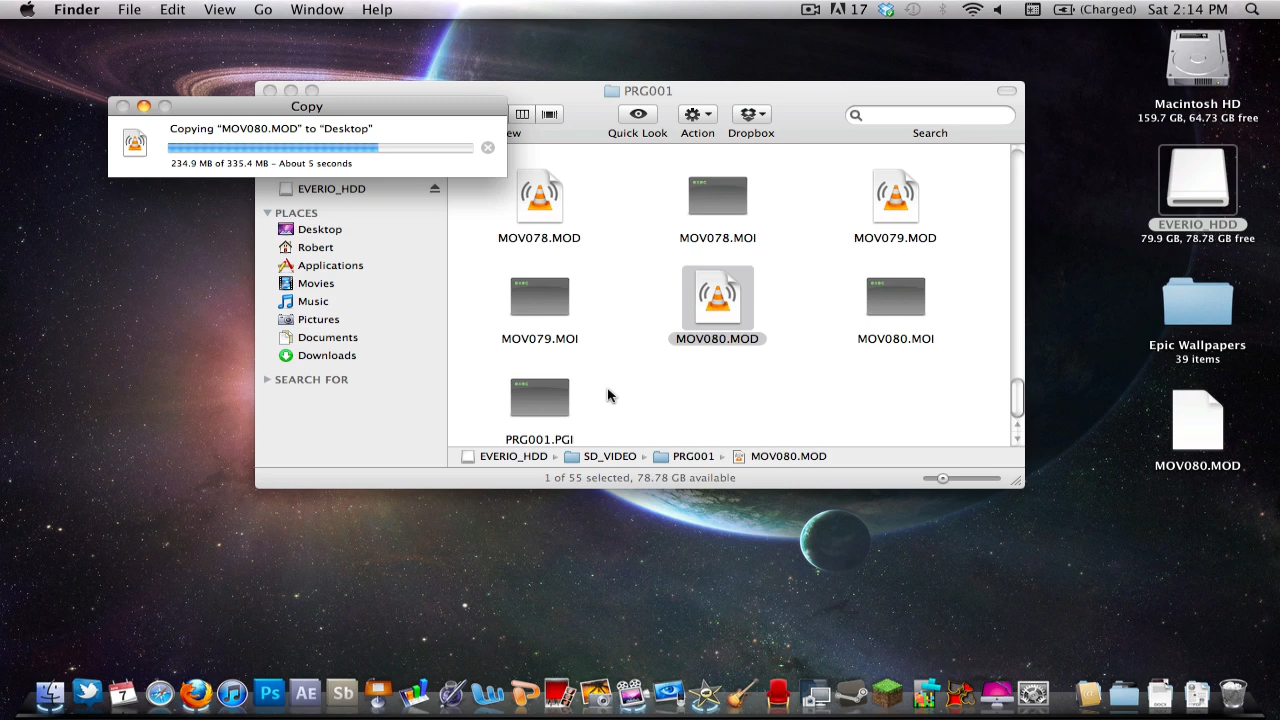 Finder File Edit View Go Window Help 17 (Charged) Sat 2:14 PM
PRG001
Copy
Copying “MOV080.MOD” to “Desktop”
234.9 MB of 335.4 MB – About 5 seconds
ew Quick Look Action Dropbox Search
EVERIO_HDD
PLACES
Desktop
Robert
Applications
Movies
Music
Pictures
Documents
Downloads
SEARCH FOR
MOV078.MOD MOV078.MOI MOV079.MOD
MOV079.MOI MOV080.MOD MOV080.MOI
PRG001.PGI
EVERIO_HDD SD_VIDEO PRG001 MOV080.MOD
1 of 55 selected, 78.78 GB available
Macintosh HD
159.7 GB, 64.73 GB free
EVERIO_HDD
79.9 GB, 78.78 GB free
Epic Wallpapers
39 items
MOV080.MOD
7 Ps AE Sb